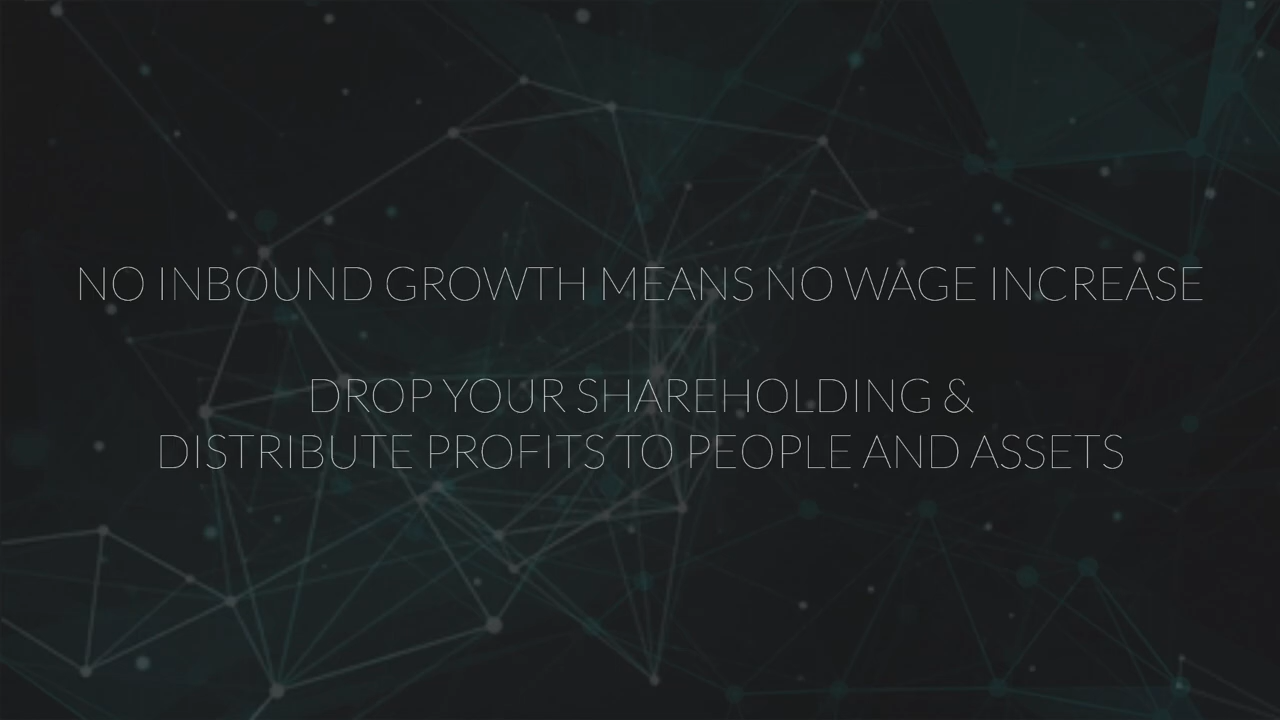 NO INBOUND GROWTH MEANS NO WAGE INCREASE
DROP YOUR SHAREHOLDING &
DISTRIBUTE PROFITS TO PEOPLE AND ASSETS